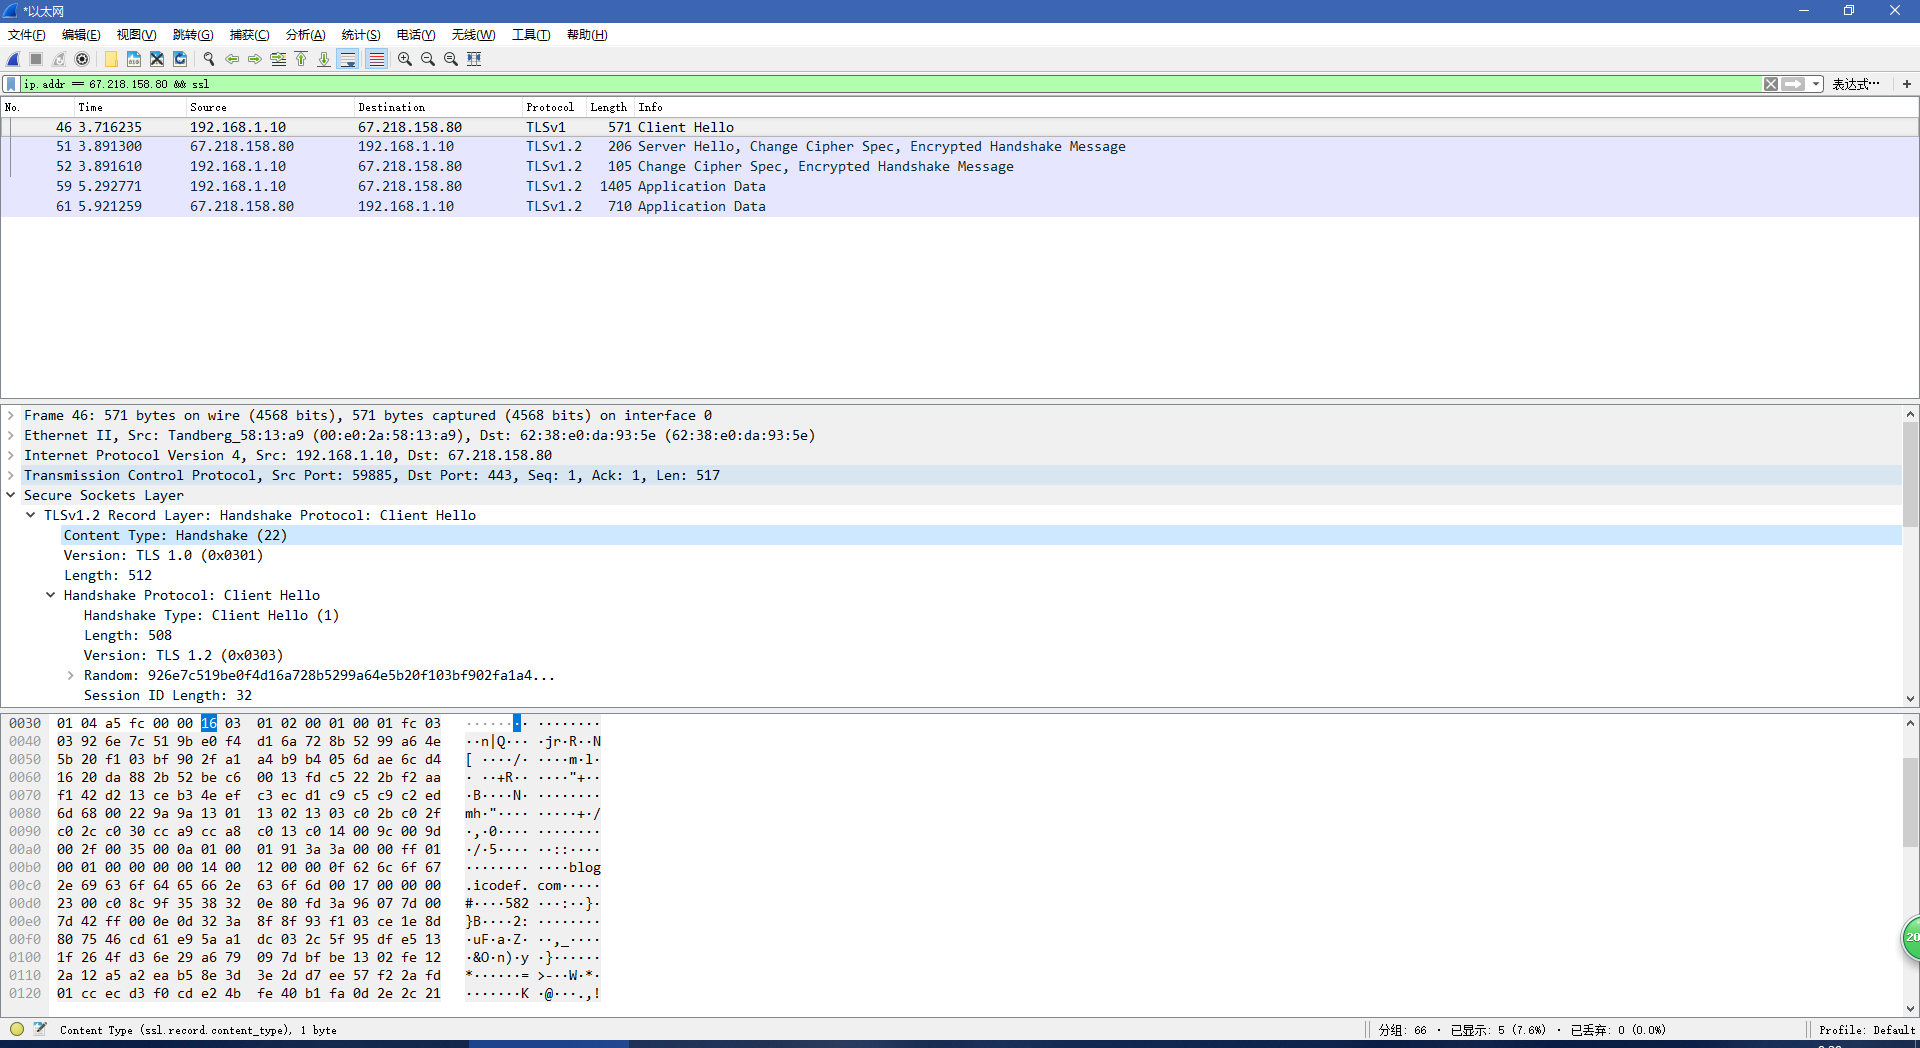 *以太网
文件(F) 编辑(E) 视图(V) 跳转(G) 捕获(C) 分析(A) 统计(S) 电话(Y) 无线(W) 工具(T) 帮助(H)
ip.addr == 67.218.158.80 && ssl 表达式… +
No. Time Source Destination Protocol Length Info
46 3.716235 192.168.1.10 67.218.158.80 TLSv1 571 Client Hello
51 3.891300 67.218.158.80 192.168.1.10 TLSv1.2 206 Server Hello, Change Cipher Spec, Encrypted Handshake Message
52 3.891610 192.168.1.10 67.218.158.80 TLSv1.2 105 Change Cipher Spec, Encrypted Handshake Message
59 5.292771 192.168.1.10 67.218.158.80 TLSv1.2 1405 Application Data
61 5.921259 67.218.158.80 192.168.1.10 TLSv1.2 710 Application Data
Frame 46: 571 bytes on wire (4568 bits), 571 bytes captured (4568 bits) on interface 0
Ethernet II, Src: Tandberg_58:13:a9 (00:e0:2a:58:13:a9), Dst: 62:38:e0:da:93:5e (62:38:e0:da:93:5e)
Internet Protocol Version 4, Src: 192.168.1.10, Dst: 67.218.158.80
Transmission Control Protocol, Src Port: 59885, Dst Port: 443, Seq: 1, Ack: 1, Len: 517
Secure Sockets Layer
TLSv1.2 Record Layer: Handshake Protocol: Client Hello
Content Type: Handshake (22)
Version: TLS 1.0 (0x0301)
Length: 512
Handshake Protocol: Client Hello
Handshake Type: Client Hello (1)
Length: 508
Version: TLS 1.2 (0x0303)
Random: 926e7c519be0f4d16a728b5299a64e5b20f103bf902fa1a4...
Session ID Length: 32
0030 01 04 a5 fc 00 00 16 03 01 02 00 01 00 01 fc 03 ········ ········
0040 03 92 6e 7c 51 9b e0 f4 d1 6a 72 8b 52 99 a6 4e ··n|Q··· ·jr·R··N
0050 5b 20 f1 03 bf 90 2f a1 a4 b9 b4 05 6d ae 6c d4 [ ····/· ····m·l·
0060 16 20 da 88 2b 52 be c6 00 13 fd c5 22 2b f2 aa · ··+R·· ····"+··
0070 f1 42 d2 13 ce b3 4e ef c3 ec d1 c9 c5 c9 c2 ed ·B····N· ········
0080 6d 68 00 22 9a 9a 13 01 13 02 13 03 c0 2b c0 2f mh·"···· ·····+·/
0090 c0 2c c0 30 cc a9 cc a8 c0 13 c0 14 00 9c 00 9d ·,·0···· ········
00a0 00 2f 00 35 00 0a 01 00 01 91 3a 3a 00 00 ff 01 ·/·5···· ··::····
00b0 00 01 00 00 00 00 14 00 12 00 00 0f 62 6c 6f 67 ········ ····blog
00c0 2e 69 63 6f 64 65 66 2e 63 6f 6d 00 17 00 00 00 .icodef. com·····
00d0 23 00 c0 8c 9f 35 38 32 0e 80 fd 3a 96 07 7d 00 #····582 ···:··}·
00e0 7d 42 ff 00 0e 0d 32 3a 8f 8f 93 f1 03 ce 1e 8d }B····2: ········
00f0 80 75 46 cd 61 e9 5a a1 dc 03 2c 5f 95 df e5 13 ·uF·a·Z· ··,_····
0100 1f 26 4f d3 6e 29 a6 79 09 7d bf be 13 02 fe 12 ·&O·n)·y ·}······
0110 2a 12 a5 a2 ea b5 8e 3d 3e 2d d7 ee 57 f2 2a fd *······= >-··W·*·
0120 01 cc ec d3 f0 cd e2 4b fe 40 b1 fa 0d 2e 2c 21 ·······K ·@···.,!
20
Content Type (ssl.record.content_type), 1 byte 分组: 66 · 已显示: 5 (7.6%) · 已丢弃: 0 (0.0%) Profile: Default